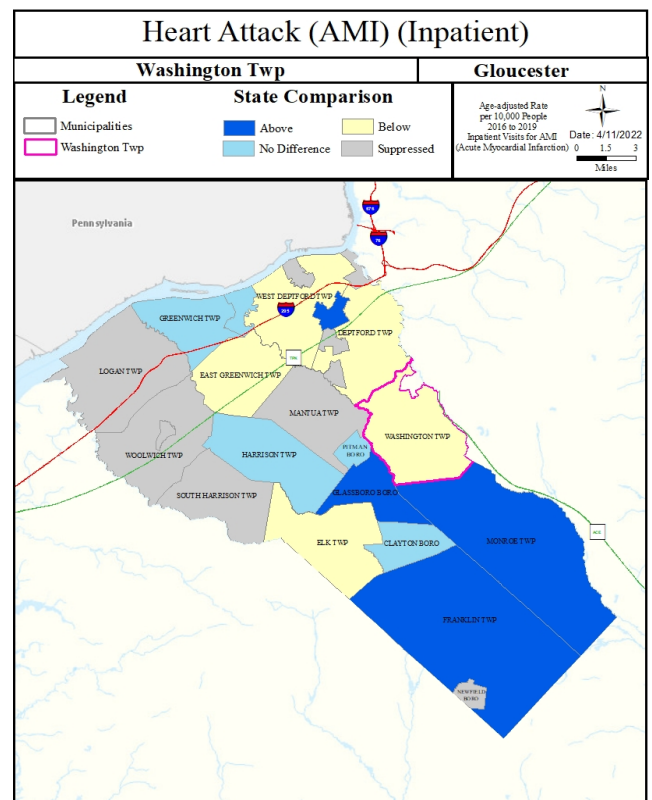 Heart Attack (AMI) (Inpatient)
Washington Twp
Gloucester
Legend
Municipalities
Washington Twp
State Comparison
Above
Below
No Difference
Suppressed
Age-adjusted Rate
per 10,000 People
2016 to 2019
Inpatient Visits for AMI
(Acute Myocardial Infarction)
N
Date: 4/11/2022
0 1.5 3
Miles
Pennsylvania
676
76
WEST DEPTFORD TWP
GREENWICH TWP
295
DEPTFORD TWP
LOGAN TWP
EAST GREENWICH TWP
MANTUA TWP
WASHINGTON TWP
PITMAN
BORO
WOOLWICH TWP
HARRISON TWP
SOUTH HARRISON TWP
GLASSBORO BORO
ELK TWP
CLAYTON BORO
MONROE TWP
FRANKLIN TWP
NEWFIELD
BORO